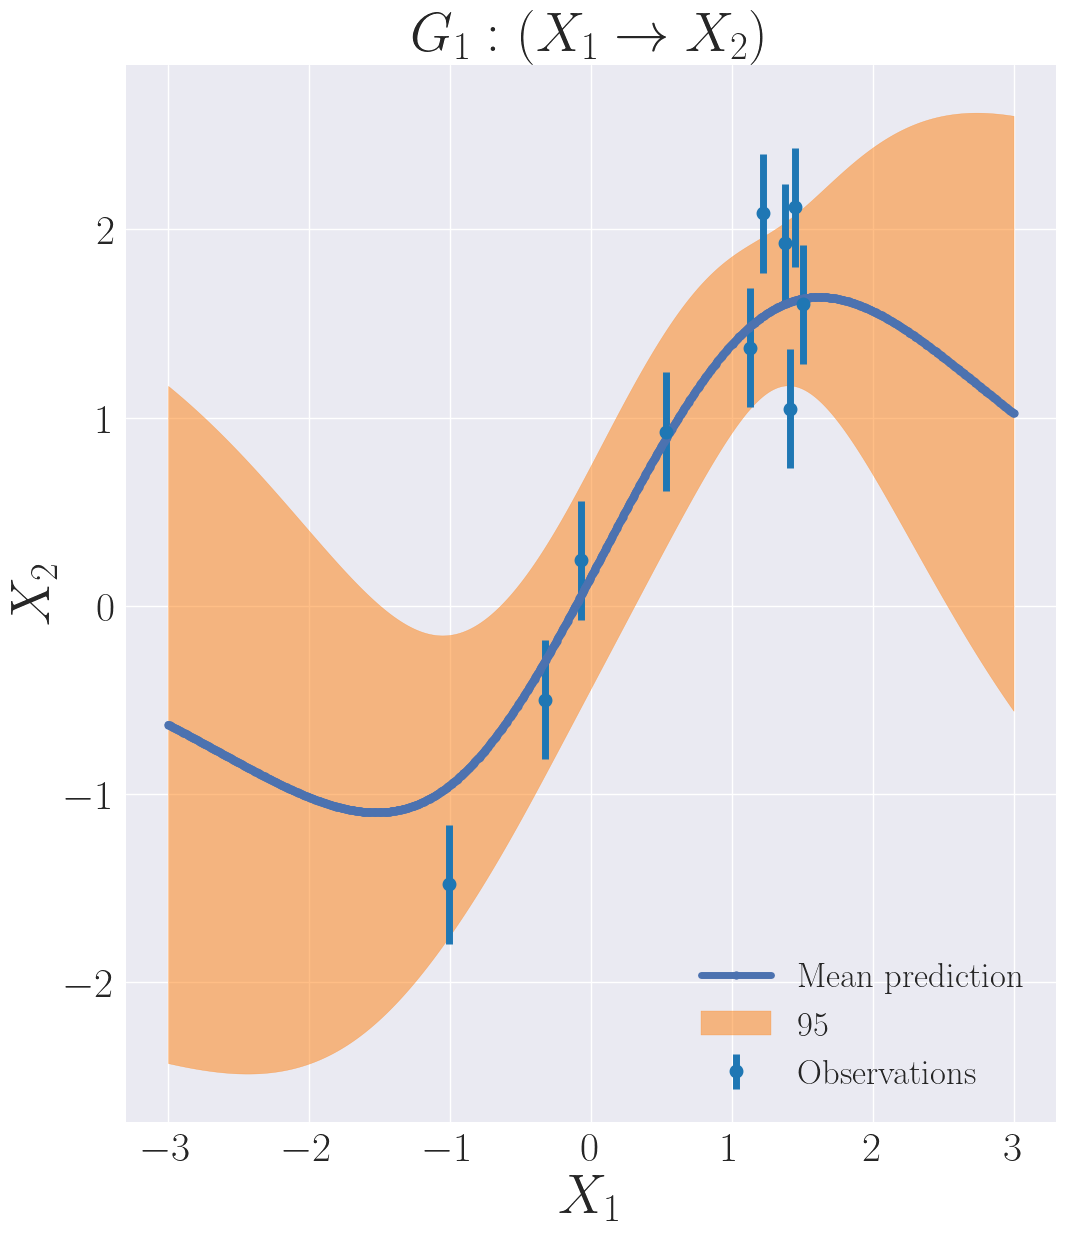 G₁ : (X₁ → X₂)
X₂
2
1
0
−1
−2
Mean prediction
95
Observations
−3 −2 −1 0 1 2 3
X₁